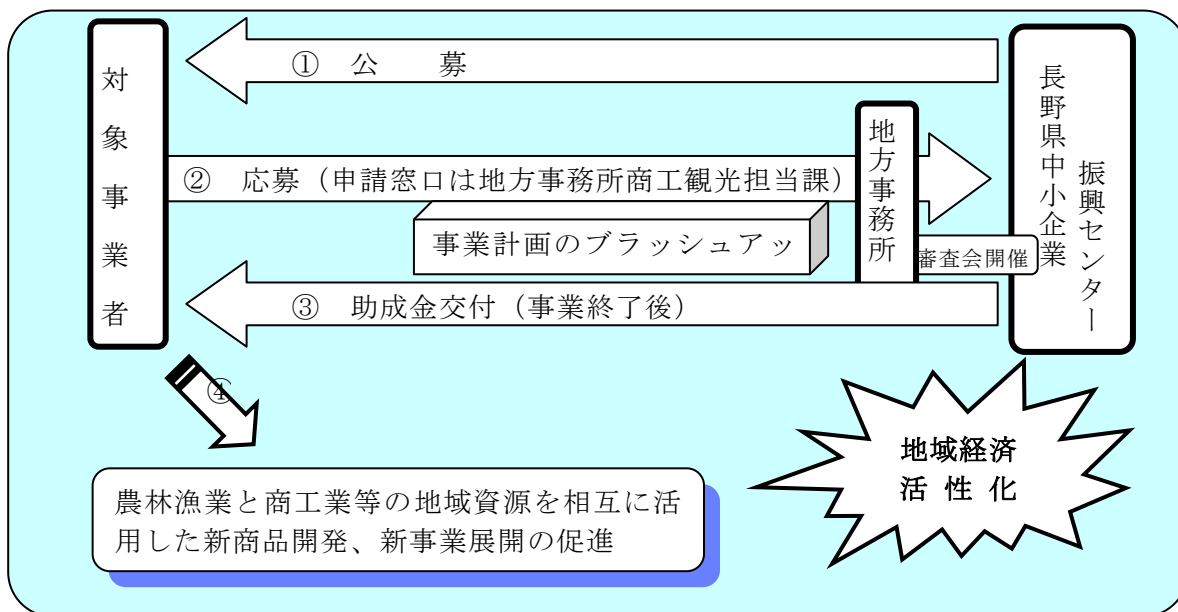 対象事業者
① 公　　募
長野県中小企業
振興センター
地方事務所
② 応募（申請窓口は地方事務所商工観光担当課）
事業計画のブラッシュアッ
審査会開催
③ 助成金交付（事業終了後）
④
地域経済
活 性 化
農林漁業と商工業等の地域資源を相互に活
用した新商品開発、新事業展開の促進